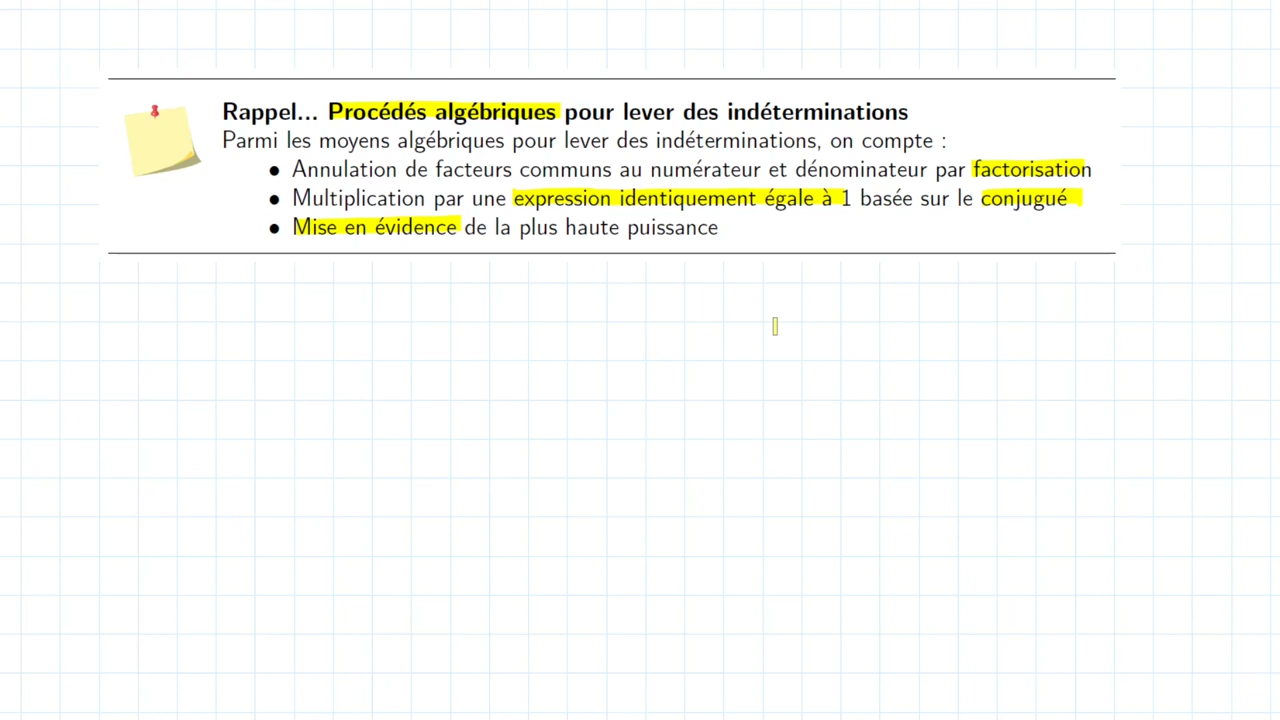 Rappel... Procédés algébriques pour lever des indéterminations
Parmi les moyens algébriques pour lever des indéterminations, on compte :
• Annulation de facteurs communs au numérateur et dénominateur par factorisation
• Multiplication par une expression identiquement égale à 1 basée sur le conjugué
• Mise en évidence de la plus haute puissance